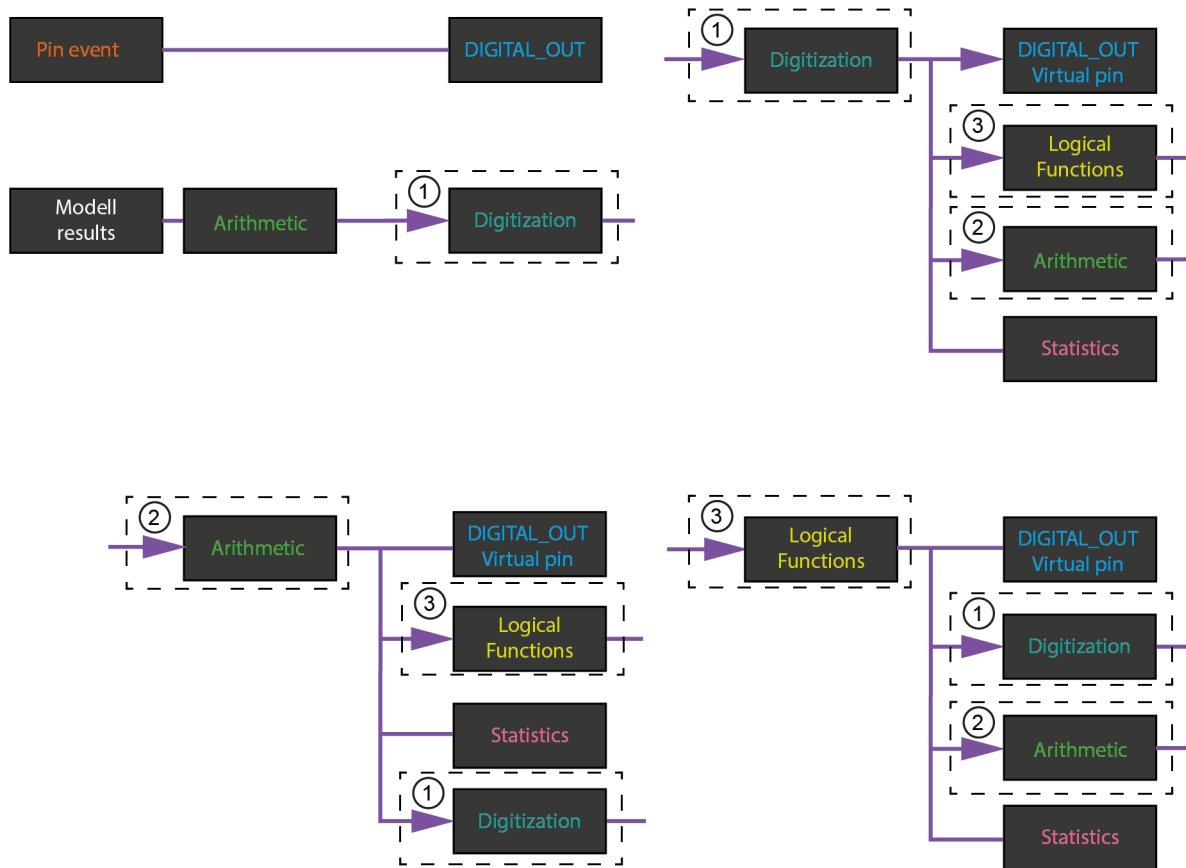 Pin event
DIGITAL_OUT
Modell
results
Arithmetic
1
Digitization
1
Digitization
DIGITAL_OUT
Virtual pin
3
Logical
Functions
2
Arithmetic
Statistics
2
Arithmetic
DIGITAL_OUT
Virtual pin
3
Logical
Functions
Statistics
1
Digitization
3
Logical
Functions
DIGITAL_OUT
Virtual pin
1
Digitization
2
Arithmetic
Statistics